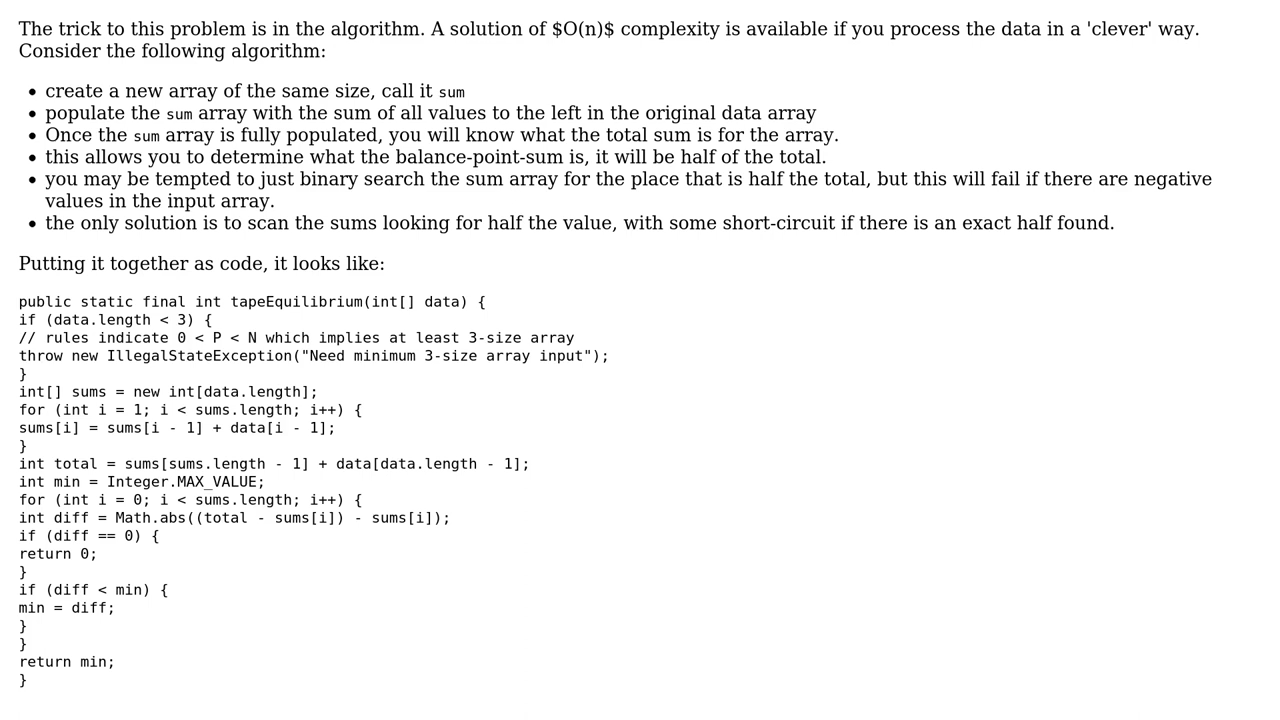 The trick to this problem is in the algorithm. A solution of $O(n)$ complexity is available if you process the data in a 'clever' way.
Consider the following algorithm:
• create a new array of the same size, call it sum
• populate the sum array with the sum of all values to the left in the original data array
• Once the sum array is fully populated, you will know what the total sum is for the array.
• this allows you to determine what the balance-point-sum is, it will be half of the total.
• you may be tempted to just binary search the sum array for the place that is half the total, but this will fail if there are negative
values in the input array.
• the only solution is to scan the sums looking for half the value, with some short-circuit if there is an exact half found.
Putting it together as code, it looks like:
public static final int tapeEquilibrium(int[] data) {
if (data.length < 3) {
// rules indicate 0 < P < N which implies at least 3-size array
throw new IllegalStateException("Need minimum 3-size array input");
}
int[] sums = new int[data.length];
for (int i = 1; i < sums.length; i++) {
sums[i] = sums[i - 1] + data[i - 1];
}
int total = sums[sums.length - 1] + data[data.length - 1];
int min = Integer.MAX_VALUE;
for (int i = 0; i < sums.length; i++) {
int diff = Math.abs((total - sums[i]) - sums[i]);
if (diff == 0) {
return 0;
}
if (diff < min) {
min = diff;
}
}
return min;
}